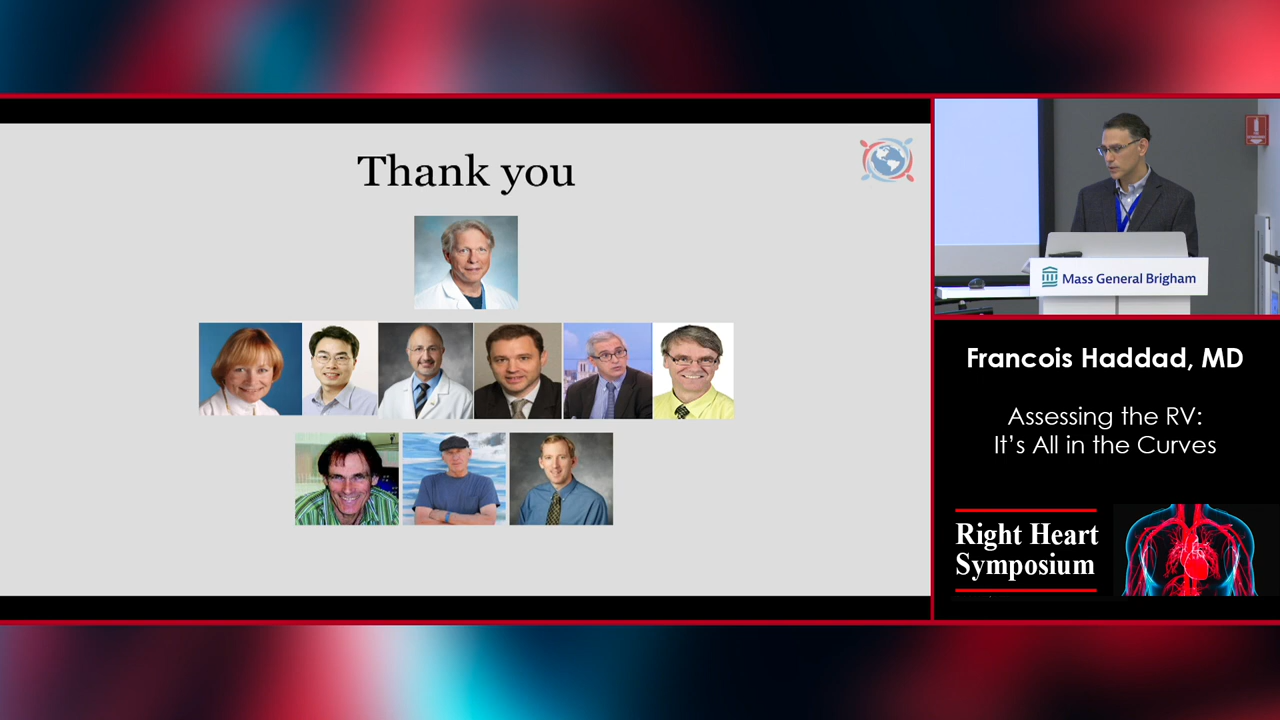 Thank you
Mass General Brigham
Francois Haddad, MD
Assessing the RV:
It's All in the Curves
Right Heart
Symposium